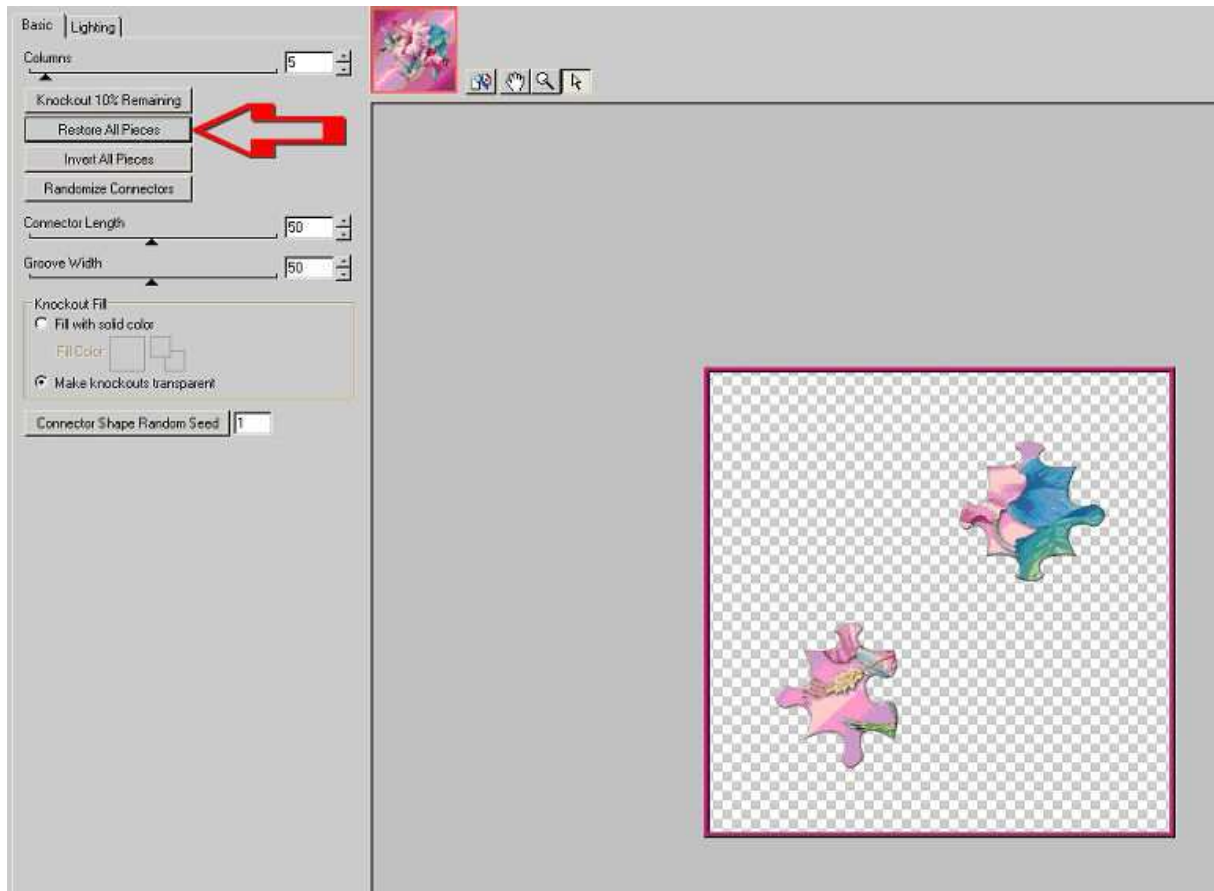 Basic Lighting
Columns 5
Knockout 10% Remaining
Restore All Pieces
Invert All Pieces
Randomize Connectors
Connector Length 50
Groove Width 50
Knockout Fill
Fill with solid color
Fill Color:
Make knockouts transparent
Connector Shape Random Seed 1